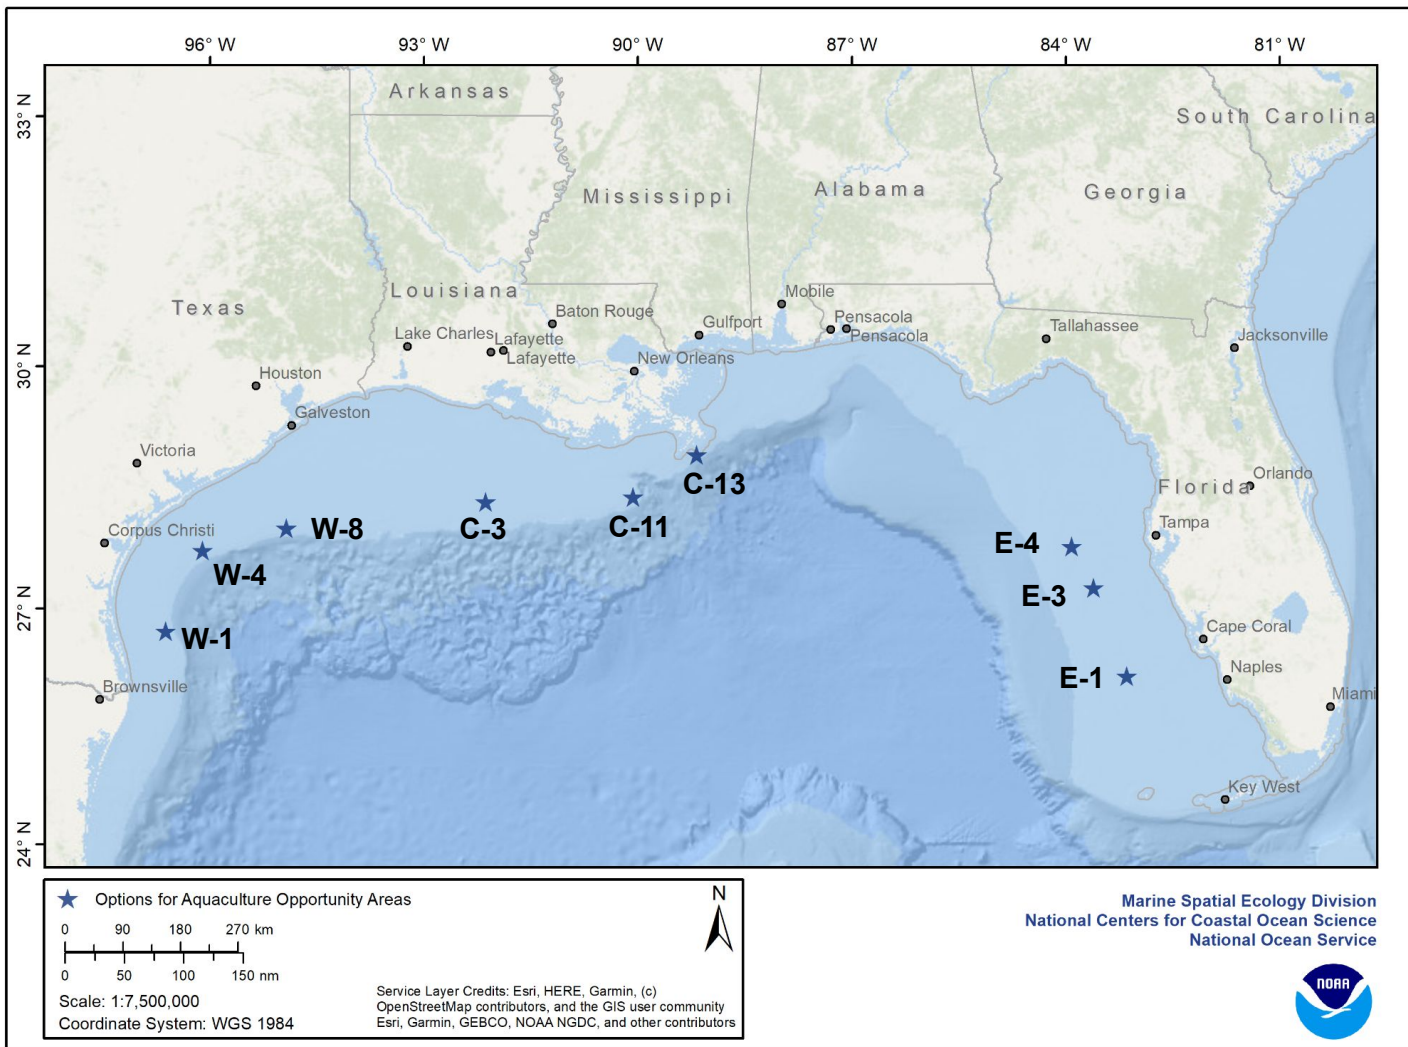 96° W
93° W
90° W
87° W
84° W
81° W
33° N
30° N
27° N
24° N
Arkansas
South Carolina
Mississippi
Alabama
Georgia
Texas
Louisiana
Florida
Mobile
Baton Rouge
Gulfport
Pensacola
Pensacola
Tallahassee
Jacksonville
Lake Charles
Lafayette
Lafayette
New Orleans
Houston
Galveston
Victoria
Orlando
Corpus Christi
Tampa
Cape Coral
Naples
Brownsville
Miami
Key West
C-13
C-11
C-3
W-8
W-4
W-1
E-4
E-3
E-1
Options for Aquaculture Opportunity Areas
N
0 90 180 270 km
0 50 100 150 nm
Scale: 1:7,500,000
Coordinate System: WGS 1984
Service Layer Credits: Esri, HERE, Garmin, (c)
OpenStreetMap contributors, and the GIS user community
Esri, Garmin, GEBCO, NOAA NGDC, and other contributors
Marine Spatial Ecology Division
National Centers for Coastal Ocean Science
National Ocean Service
NOAA